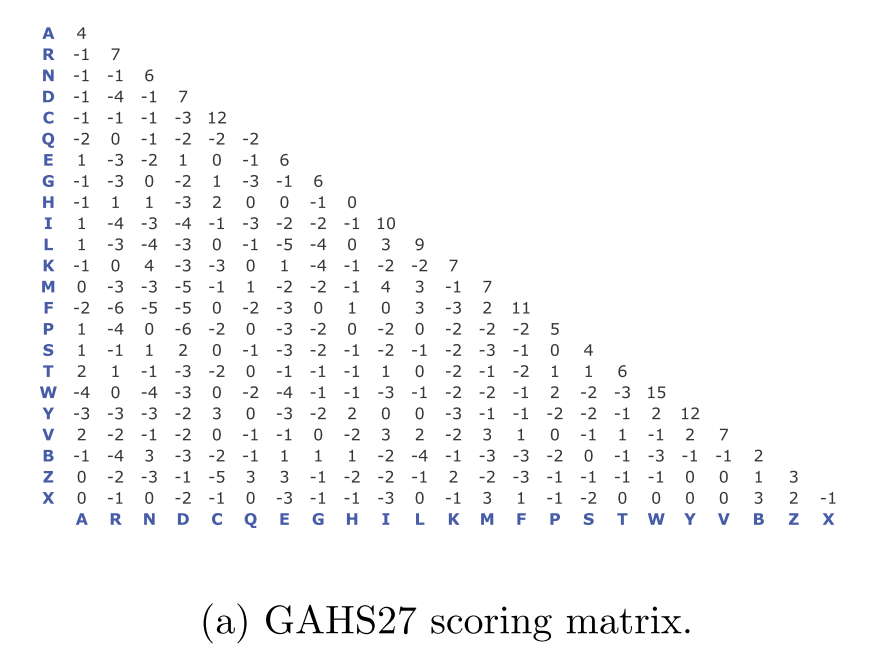 A 4
R -1 7
N -1 -1 6
D -1 -4 -1 7
C -1 -1 -1 -3 12
Q -2 0 -1 -2 -2 -2
E 1 -3 -2 1 0 -1 6
G -1 -3 0 -2 1 -3 -1 6
H -1 1 1 -3 2 0 0 -1 0
I 1 -4 -3 -4 -1 -3 -2 -2 -1 10
L 1 -3 -4 -3 0 -1 -5 -4 0 3 9
K -1 0 4 -3 -3 0 1 -4 -1 -2 -2 7
M 0 -3 -3 -5 -1 1 -2 -2 -1 4 3 -1 7
F -2 -6 -5 -5 0 -2 -3 0 1 0 3 -3 2 11
P 1 -4 0 -6 -2 0 -3 -2 0 -2 0 -2 -2 -2 5
S 1 -1 1 2 0 -1 -3 -2 -1 -2 -1 -2 -3 -1 0 4
T 2 1 -1 -3 -2 0 -1 -1 -1 1 0 -2 -1 -2 1 1 6
W -4 0 -4 -3 0 -2 -4 -1 -1 -3 -1 -2 -2 -1 2 -2 -3 15
Y -3 -3 -3 -2 3 0 -3 -2 2 0 0 -3 -1 -1 -2 -2 -1 2 12
V 2 -2 -1 -2 0 -1 -1 0 -2 3 2 -2 3 1 0 -1 1 -1 2 7
B -1 -4 3 -3 -2 -1 1 1 1 -2 -4 -1 -3 -3 -2 0 -1 -3 -1 -1 2
Z 0 -2 -3 -1 -5 3 3 -1 -2 -2 -1 2 -2 -3 -1 -1 -1 -1 0 0 1 3
X 0 -1 0 -2 -1 0 -3 -1 -1 -3 0 -1 3 1 -1 -2 0 0 0 0 3 2 -1
A R N D C Q E G H I L K M F P S T W Y V B Z X
(a) GAHS27 scoring matrix.